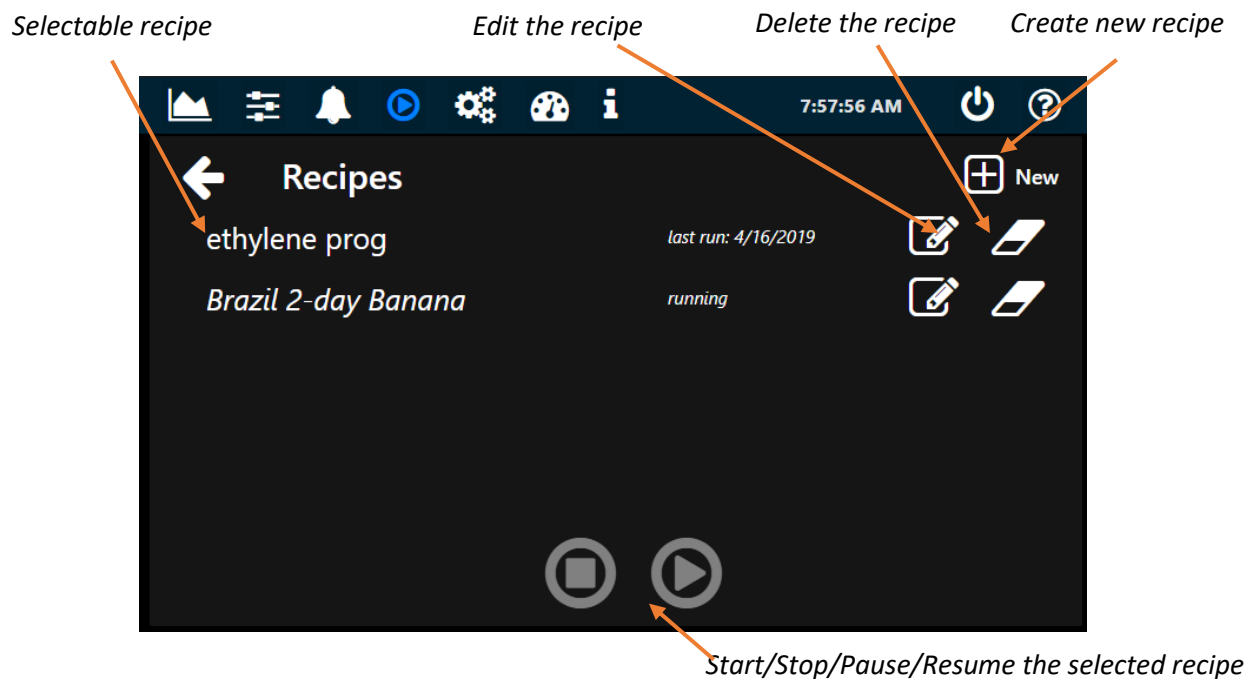 Selectable recipe
Edit the recipe
Delete the recipe
Create new recipe
7:57:56 AM
Recipes
New
ethylene prog
last run: 4/16/2019
Brazil 2-day Banana
running
Start/Stop/Pause/Resume the selected recipe